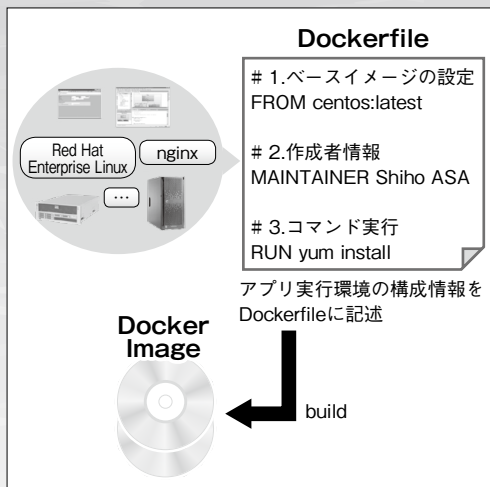 Dockerfile
# 1.ベースイメージの設定
FROM centos:latest
# 2.作成者情報
MAINTAINER Shiho ASA
# 3.コマンド実行
RUN yum install
Red Hat
Enterprise Linux
nginx
...
アプリ実行環境の構成情報を
Dockerfileに記述
Docker
Image
build